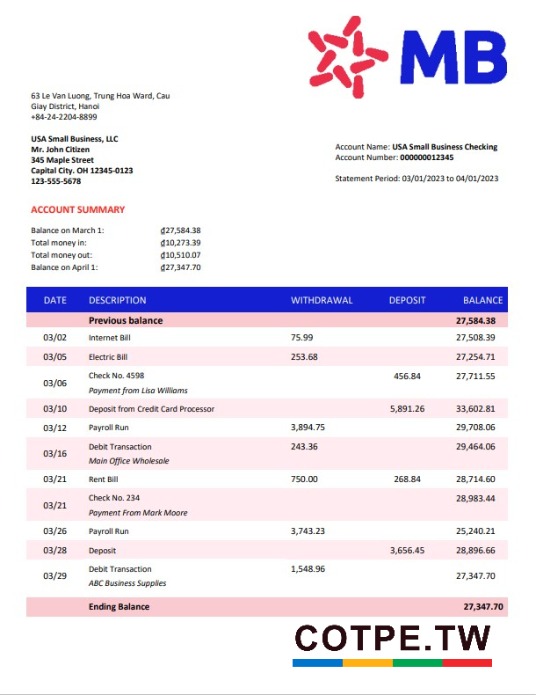 MB
63 Le Van Luong, Trung Hoa Ward, Cau
Giay District, Hanoi
+84-24-2204-8899
USA Small Business, LLC
Mr. John Citizen
345 Maple Street
Capital City. OH 12345-0123
123-555-5678
Account Name: USA Small Business Checking
Account Number: 000000012345
Statement Period: 03/01/2023 to 04/01/2023
ACCOUNT SUMMARY
Balance on March 1: ₫27,584.38
Total money in: ₫10,273.39
Total money out: ₫10,510.07
Balance on April 1: ₫27,347.70
DATE DESCRIPTION WITHDRAWAL DEPOSIT BALANCE
Previous balance 27,584.38
03/02 Internet Bill 75.99 27,508.39
03/05 Electric Bill 253.68 27,254.71
03/06 Check No. 4598 456.84 27,711.55
Payment from Lisa Williams
03/10 Deposit from Credit Card Processor 5,891.26 33,602.81
03/12 Payroll Run 3,894.75 29,708.06
03/16 Debit Transaction 243.36 29,464.06
Main Office Wholesale
03/21 Rent Bill 750.00 268.84 28,714.60
03/21 Check No. 234 28,983.44
Payment From Mark Moore
03/26 Payroll Run 3,743.23 25,240.21
03/28 Deposit 3,656.45 28,896.66
03/29 Debit Transaction 1,548.96 27,347.70
ABC Business Supplies
Ending Balance 27,347.70
COTPE.TW